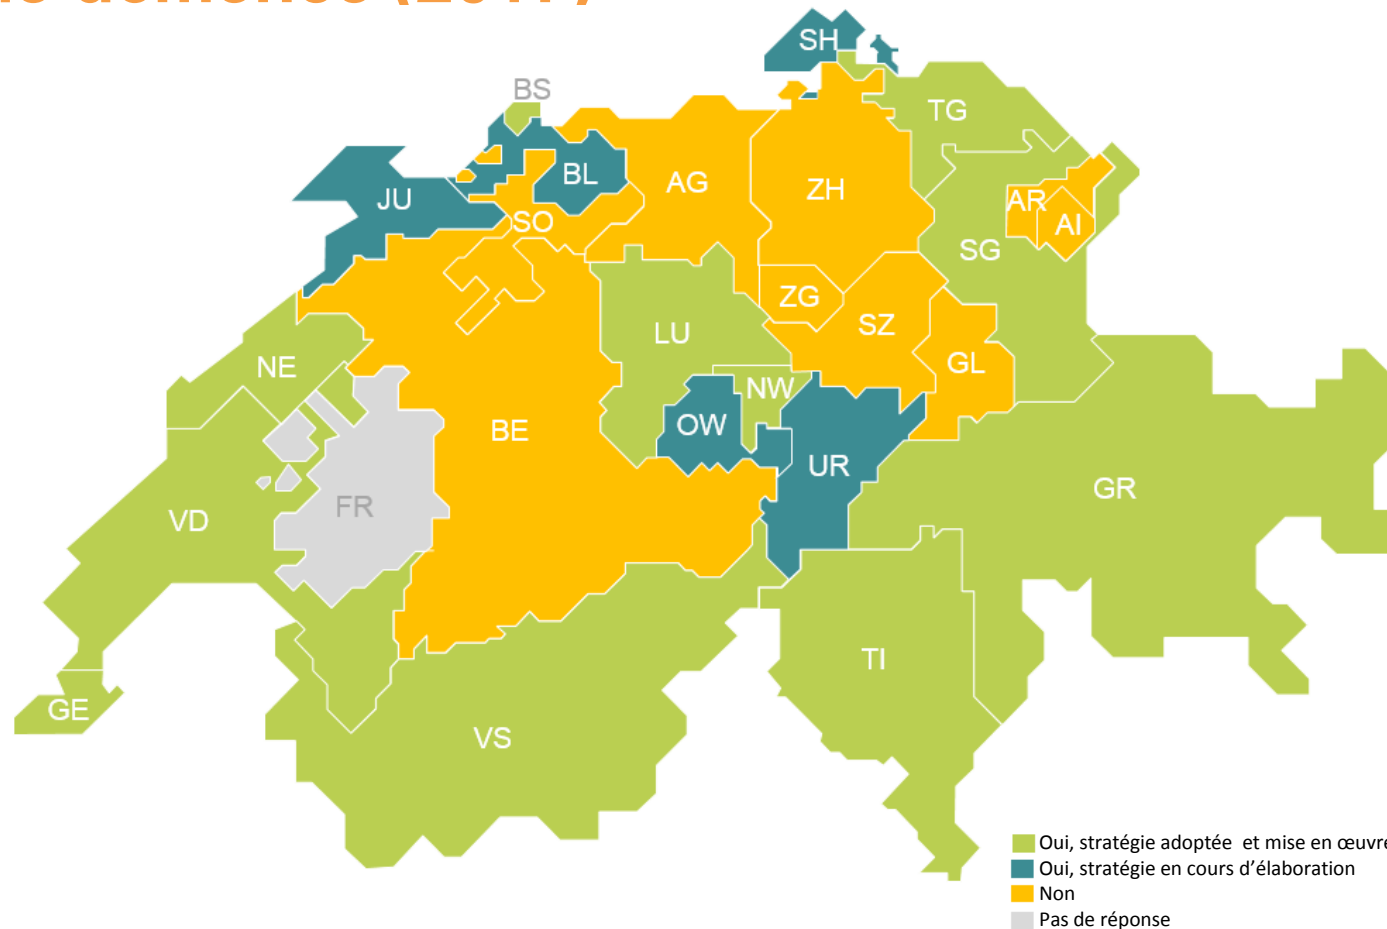 démences (2017)
SH
BS
TG
JU
BL
AG
ZH
AR
AI
SO
SG
ZG
SZ
LU
NE
GL
NW
OW
BE
UR
GR
FR
VD
TI
GE
VS
Oui, stratégie adoptée et mise en œuvre
Oui, stratégie en cours d'élaboration
Non
Pas de réponse